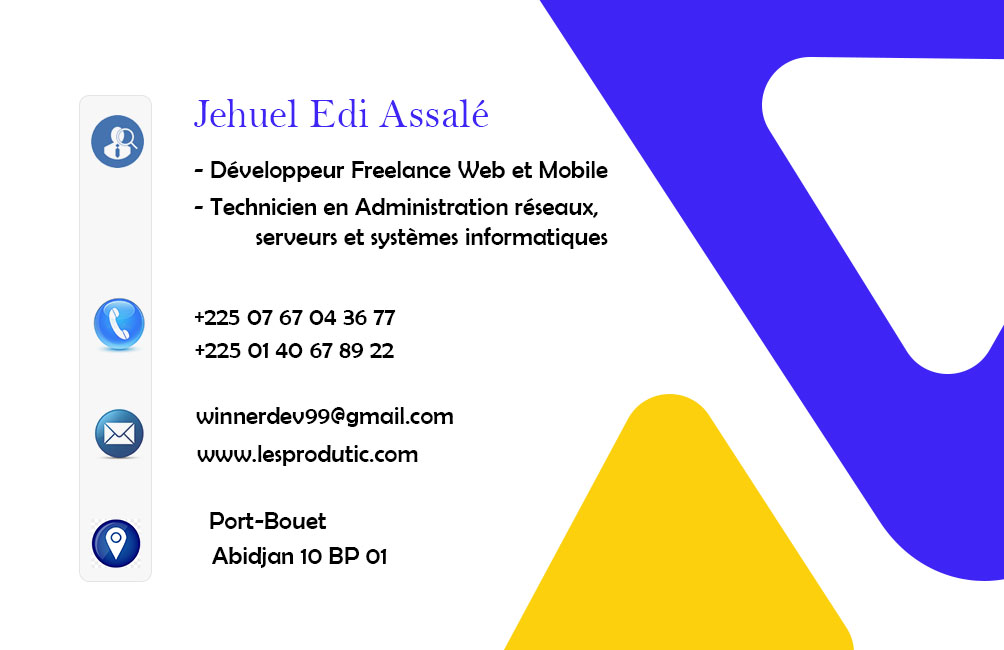 Jehuel Edi Assalé
- Développeur Freelance Web et Mobile
- Technicien en Administration réseaux,
serveurs et systèmes informatiques
+225 07 67 04 36 77
+225 01 40 67 89 22
winnerdev99@gmail.com
www.lesprodutic.com
Port-Bouet
Abidjan 10 BP 01